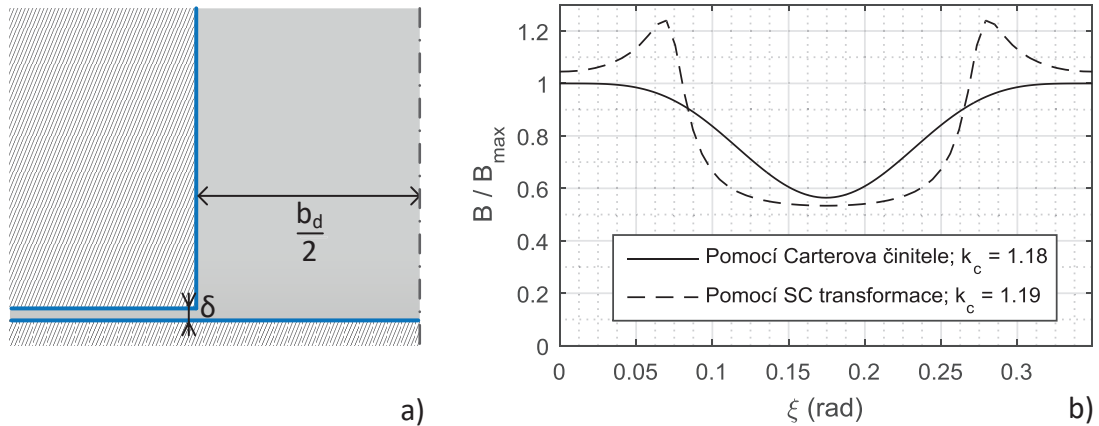 b_d
2
δ
a)
B / B_max
1.2
1
0.8
0.6
0.4
0.2
0
Pomocí Carterova činitele; k_c = 1.18
Pomocí SC transformace; k_c = 1.19
0 0.05 0.1 0.15 0.2 0.25 0.3
ξ (rad)
b)